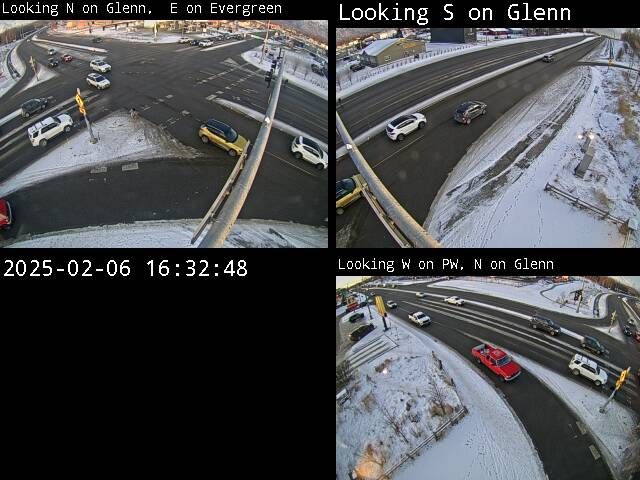 Looking N on Glenn,  E on Evergreen
Looking S on Glenn
2025-02-06 16:32:48
Looking W on PW, N on Glenn